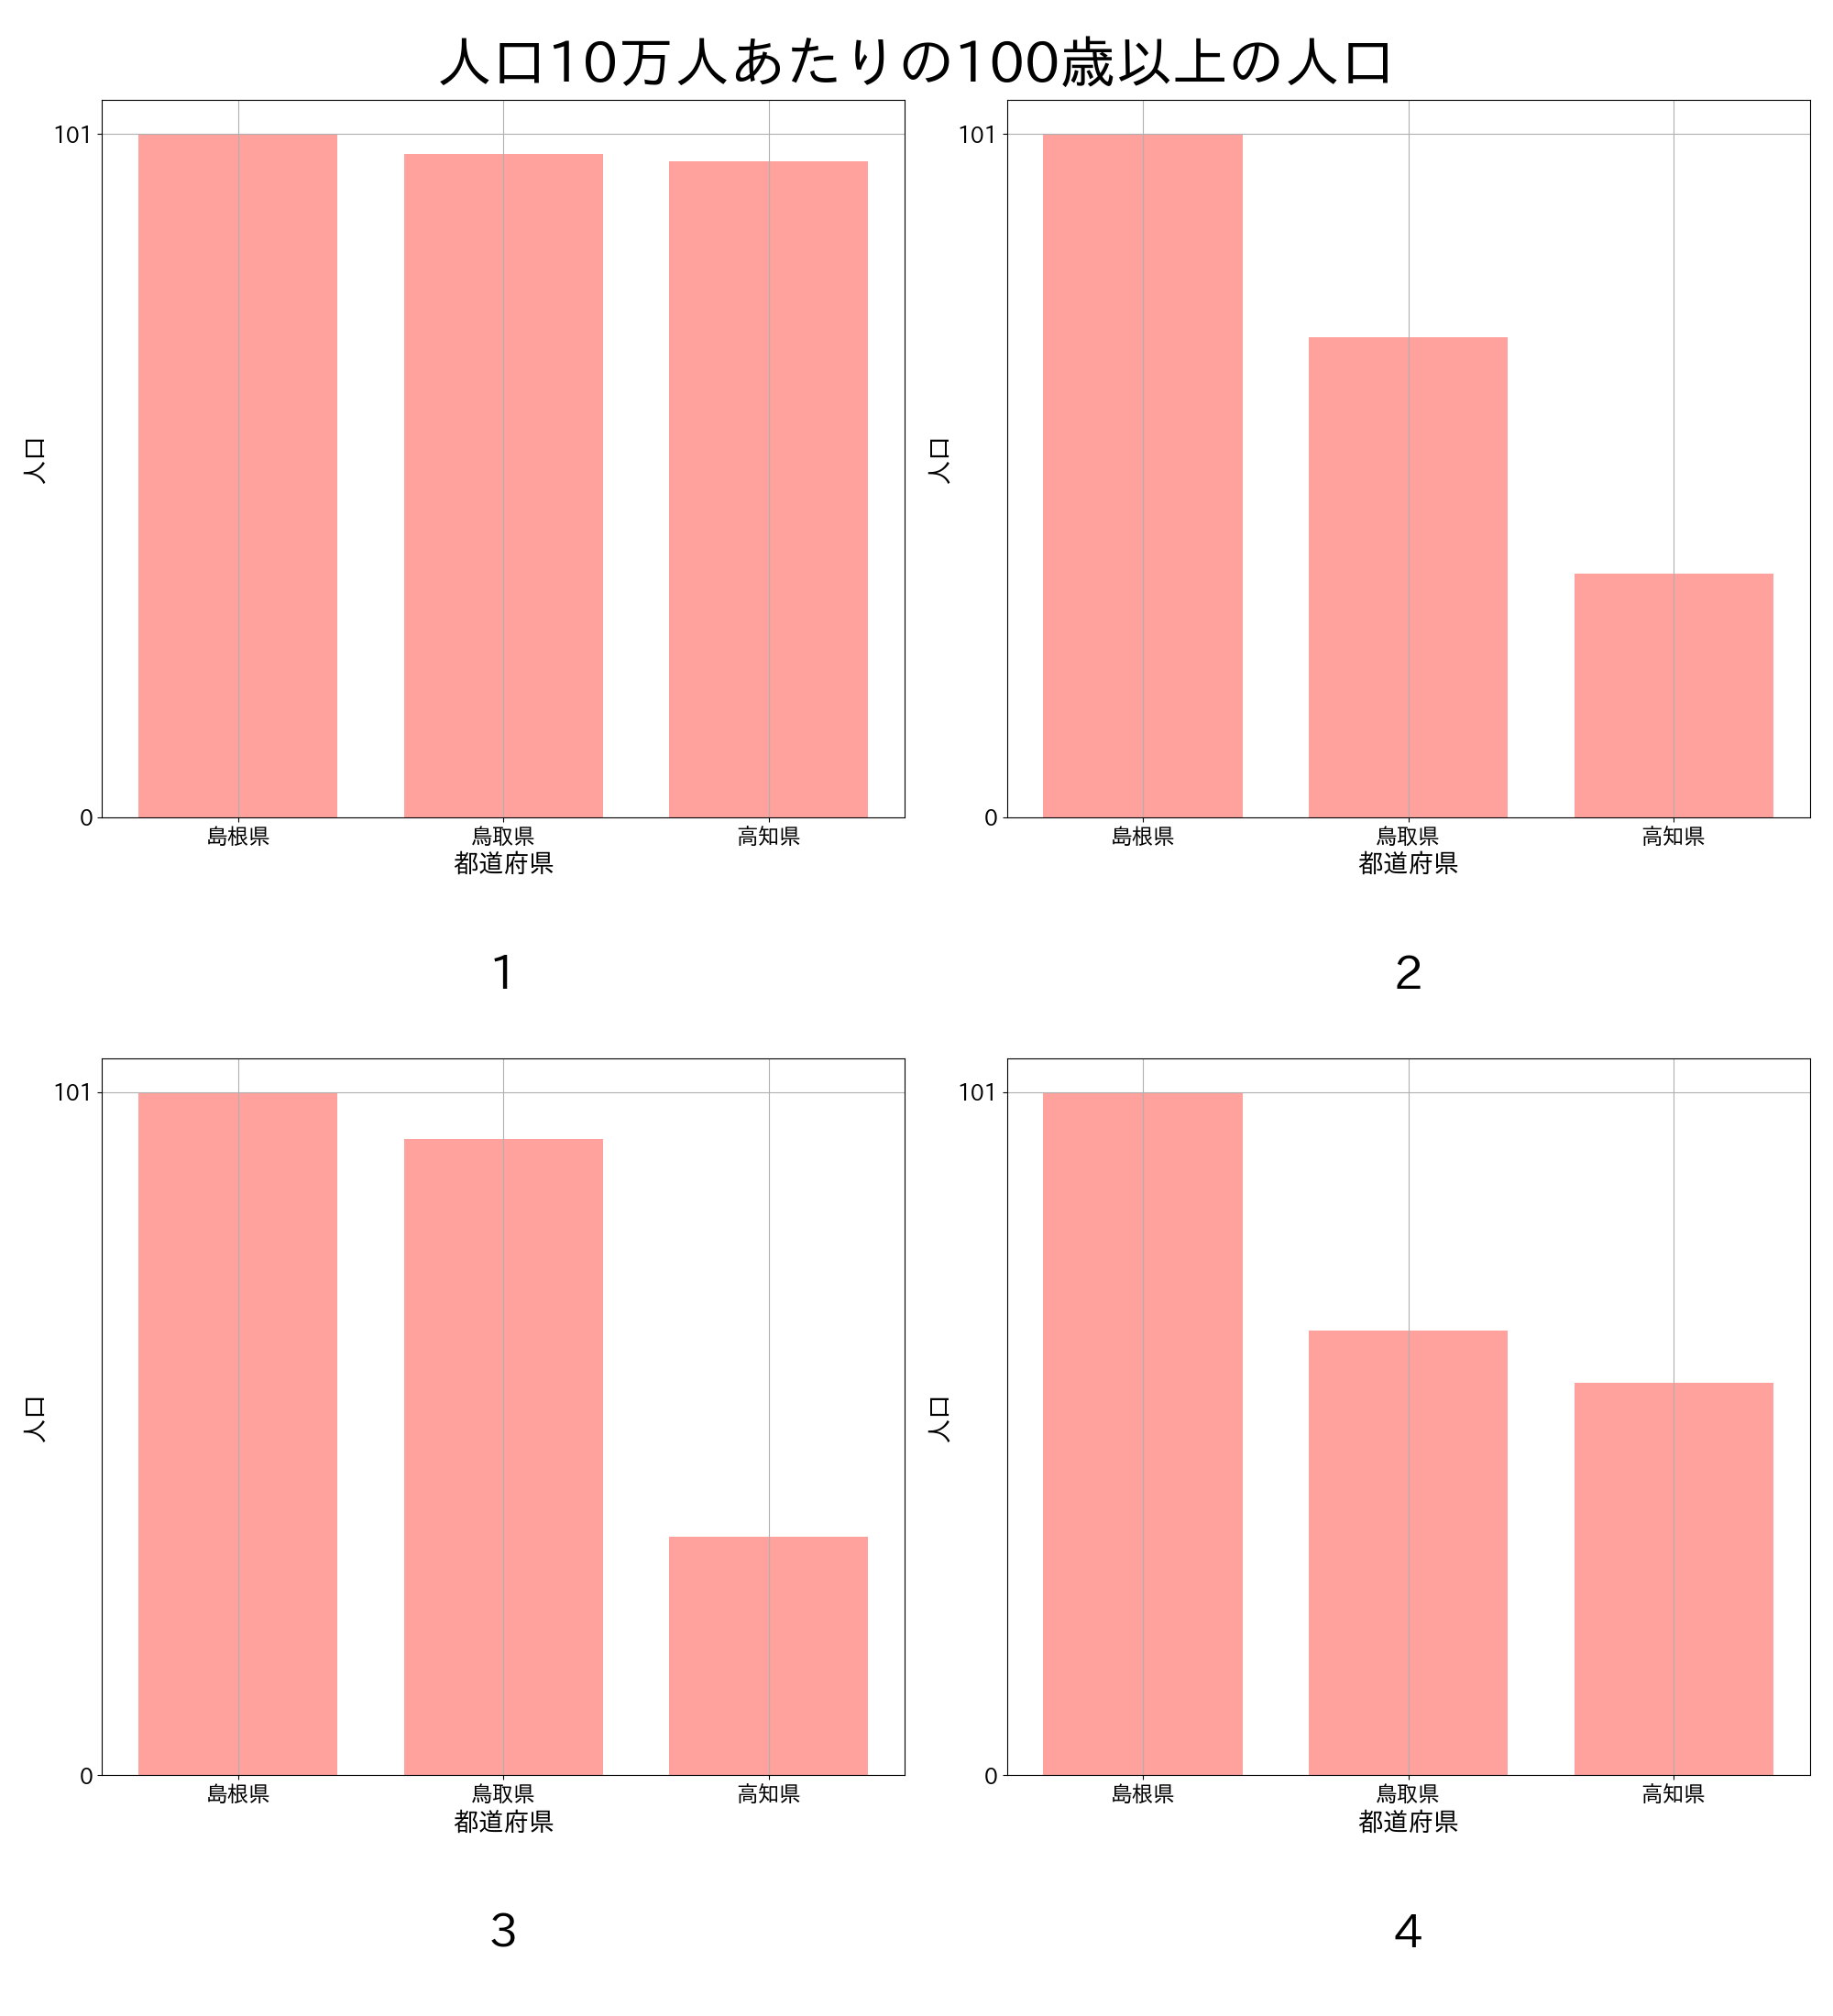 人口10万人あたりの100歳以上の人口
101
人口
0
島根県 鳥取県 高知県
都道府県
1
101
人口
0
島根県 鳥取県 高知県
都道府県
2
101
人口
0
島根県 鳥取県 高知県
都道府県
3
101
人口
0
島根県 鳥取県 高知県
都道府県
4